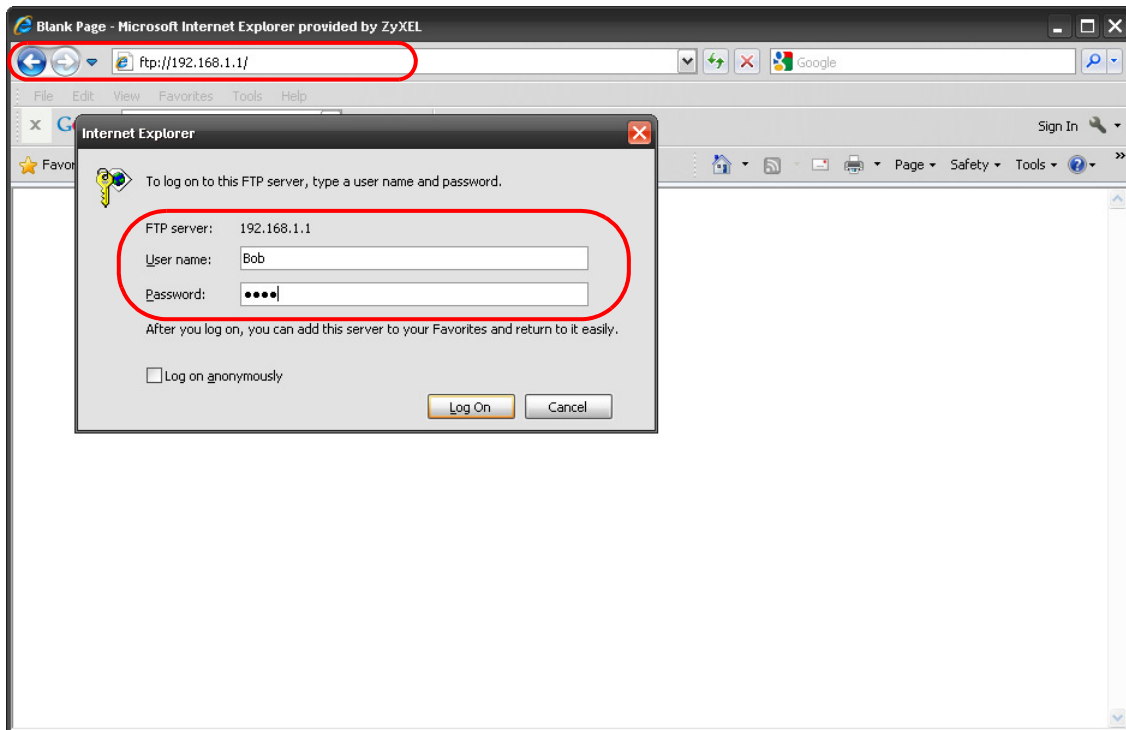 Blank Page - Microsoft Internet Explorer provided by ZyXEL
ftp://192.168.1.1/
Google
File Edit View Favorites Tools Help
x G
Sign In
Favor
Page Safety Tools
Internet Explorer
To log on to this FTP server, type a user name and password.
FTP server: 192.168.1.1
User name: Bob
Password: ●●●●
After you log on, you can add this server to your Favorites and return to it easily.
Log on anonymously
Log On Cancel